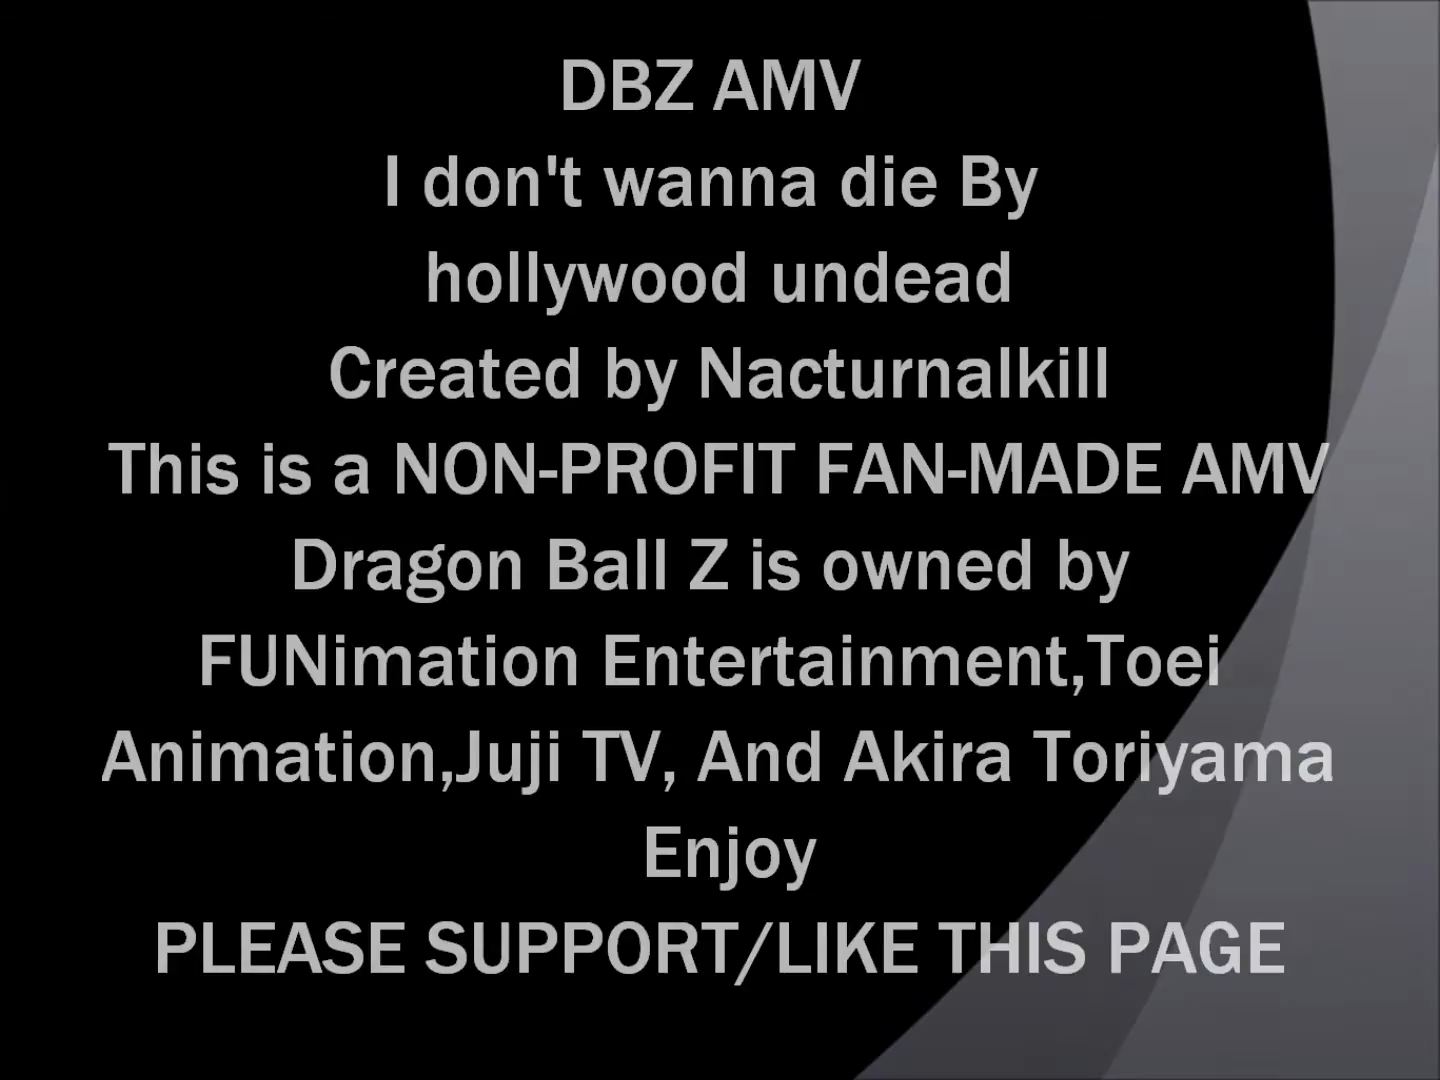 DBZ AMV
I don't wanna die By
hollywood undead
Created by Nacturnalkill
This is a NON-PROFIT FAN-MADE AMV
Dragon Ball Z is owned by
FUNimation Entertainment,Toei
Animation,Juji TV, And Akira Toriyama
Enjoy
PLEASE SUPPORT/LIKE THIS PAGE